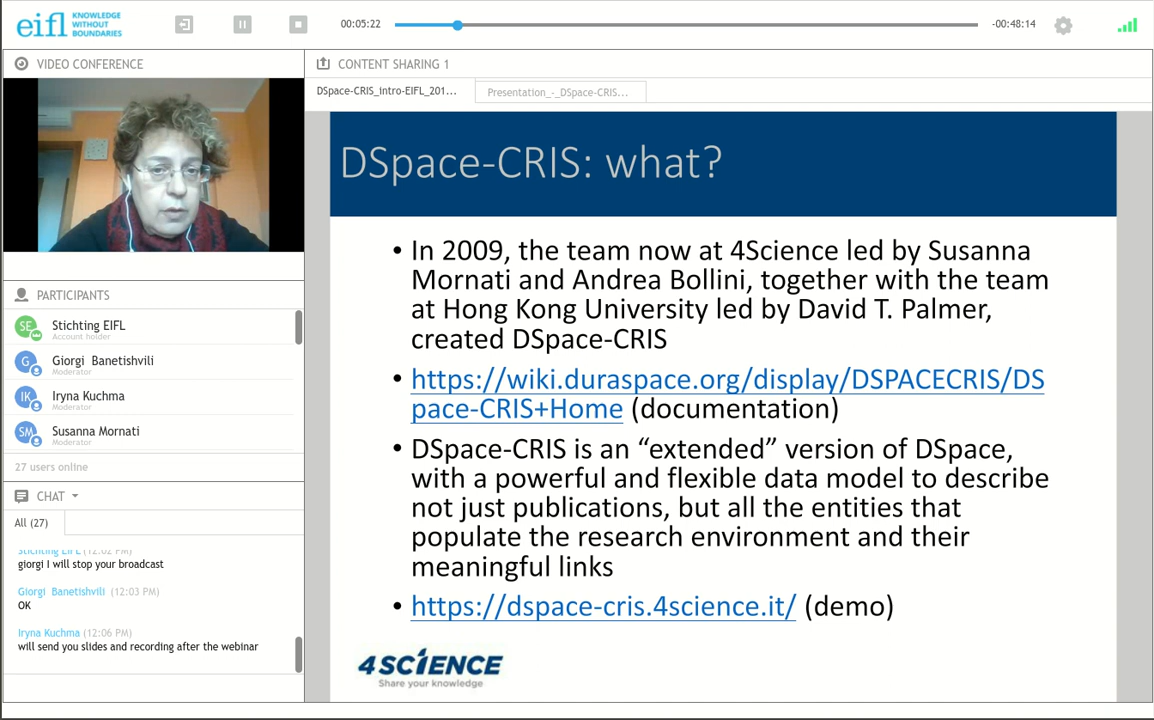 eifl KNOWLEDGE
WITHOUT
BOUNDARIES
00:05:22
-00:48:14
VIDEO CONFERENCE
CONTENT SHARING 1
DSpace-CRIS_intro-EIFL_201...
Presentation_-_DSpace-CRIS...
DSpace-CRIS: what?
• In 2009, the team now at 4Science led by Susanna
Mornati and Andrea Bollini, together with the team
at Hong Kong University led by David T. Palmer,
created DSpace-CRIS
• https://wiki.duraspace.org/display/DSPACECRIS/DS
pace-CRIS+Home (documentation)
• DSpace-CRIS is an “extended” version of DSpace,
with a powerful and flexible data model to describe
not just publications, but all the entities that
populate the research environment and their
meaningful links
• https://dspace-cris.4science.it/ (demo)
4SCIENCE
Share your knowledge
PARTICIPANTS
SE
Stichting EIFL
Account holder
G
Giorgi Banetishvili
Moderator
IK
Iryna Kuchma
Moderator
SM
Susanna Mornati
Moderator
27 users online
CHAT
All (27)
Stichting EIFL (12:02 PM)
giorgi I will stop your broadcast
Giorgi Banetishvili (12:03 PM)
OK
Iryna Kuchma (12:06 PM)
will send you slides and recording after the webinar